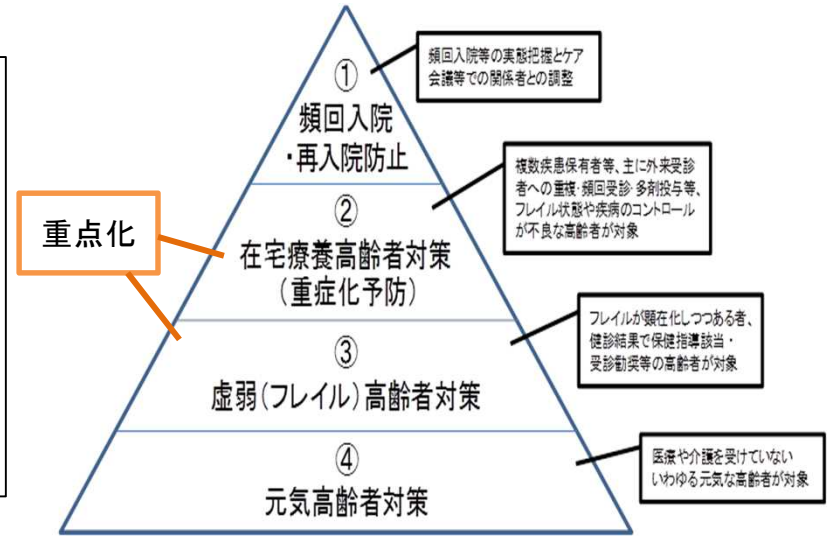 ①
頻回入院
・再入院防止
頻回入院等の実態把握とケア
会議等での関係者との調整
重点化
②
在宅療養高齢者対策
(重症化予防)
複数疾患保有者等、主に外来受診
者への重複・頻回受診・多剤投与等、
フレイル状態や疾病のコントロール
が不良な高齢者が対象
③
虚弱(フレイル)高齢者対策
フレイルが顕在化しつつある者、
健診結果で保健指導該当・
受診勧奨等の高齢者が対象
④
元気高齢者対策
医療や介護を受けていない
いわゆる元気な高齢者が対象